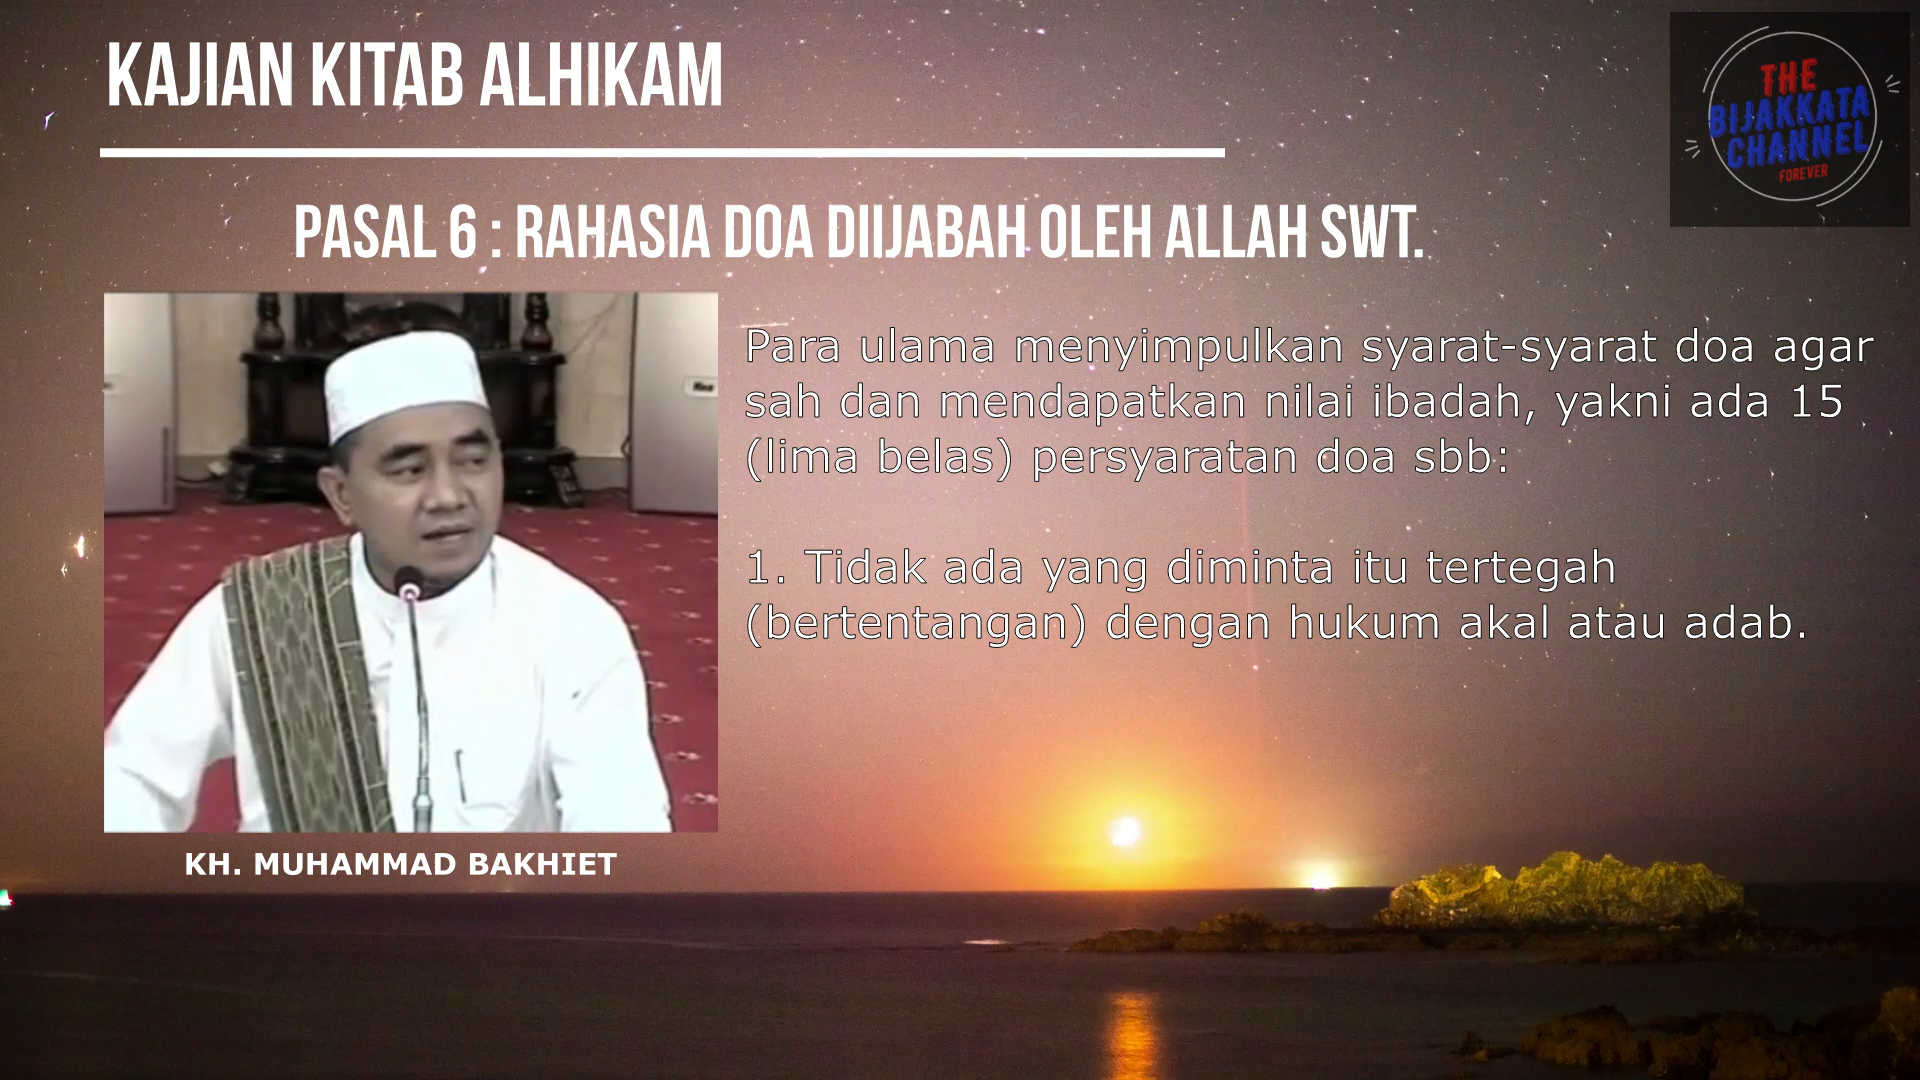 KAJIAN KITAB ALHIKAM
THE
BIJAKKATA
CHANNEL
FOREVER
PASAL 6 : RAHASIA DOA DIIJABAH OLEH ALLAH SWT.
Para ulama menyimpulkan syarat-syarat doa agar
sah dan mendapatkan nilai ibadah, yakni ada 15
(lima belas) persyaratan doa sbb:
1. Tidak ada yang diminta itu tertegah
(bertentangan) dengan hukum akal atau adab.
KH. MUHAMMAD BAKHIET